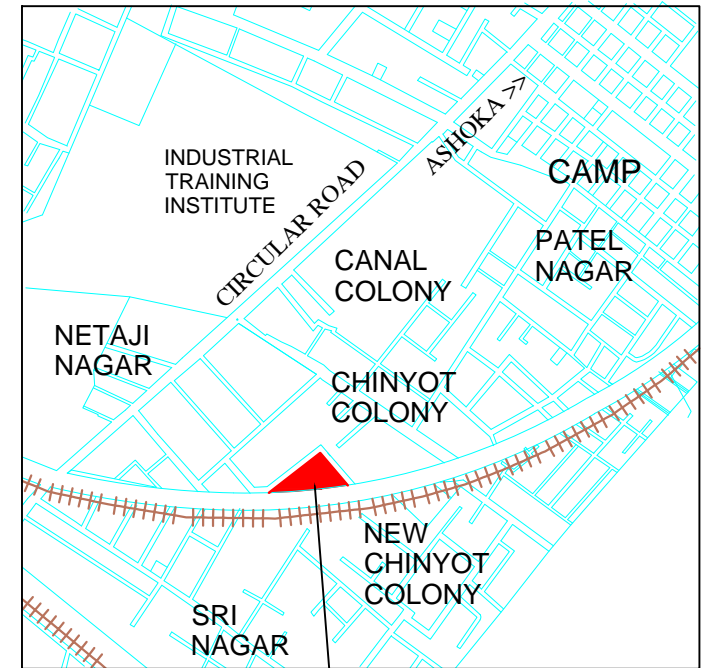 INDUSTRIAL
TRAINING
INSTITUTE
CIRCULAR ROAD
ASHOKA >>
CAMP
PATEL
NAGAR
CANAL
COLONY
NETAJI
NAGAR
CHINYOT
COLONY
NEW
CHINYOT
COLONY
SRI
NAGAR